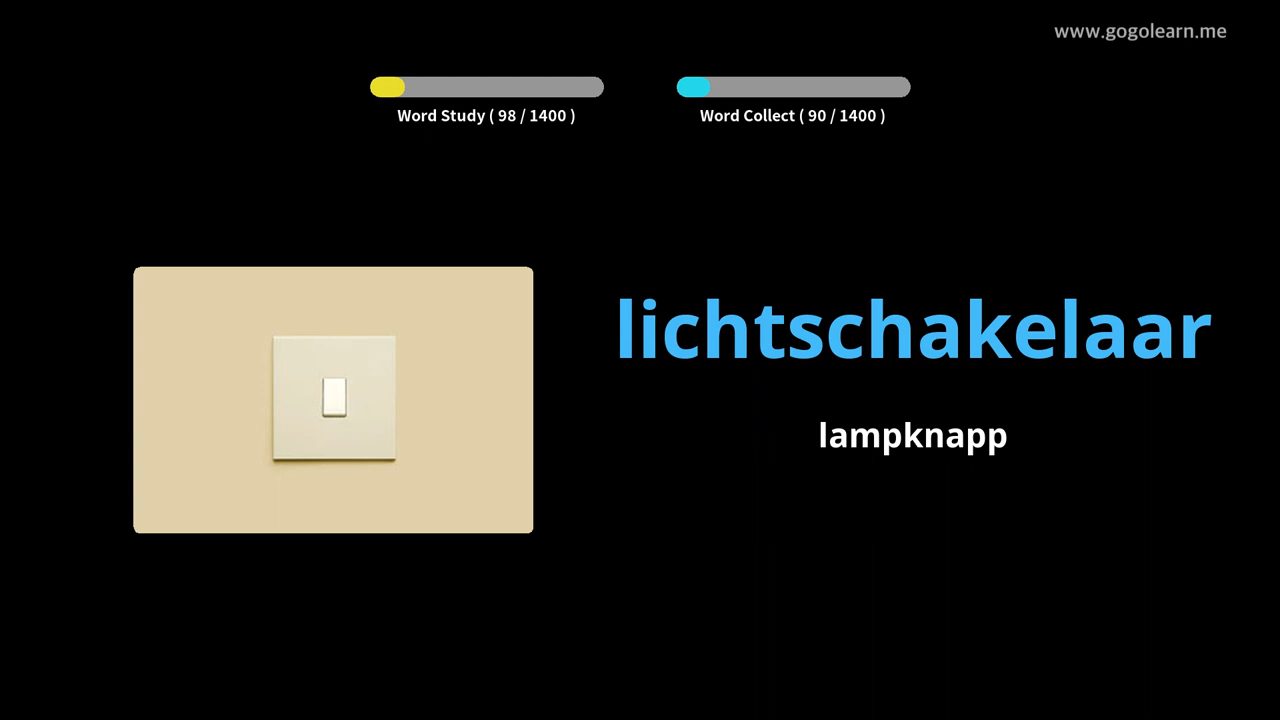 www.gogolearn.me
Word Study ( 98 / 1400 )
Word Collect ( 90 / 1400 )
lichtschakelaar
lampknapp